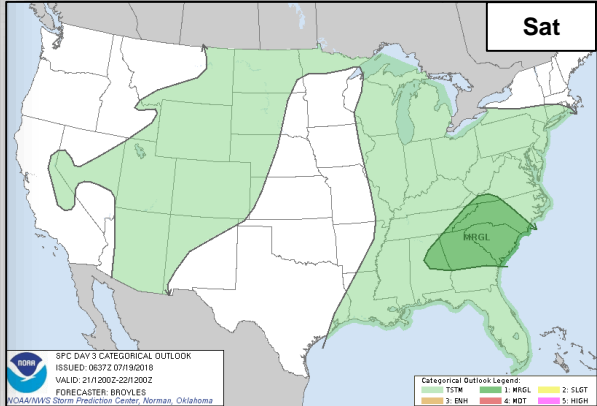 Sat
MRGL
SPC DAY 3 CATEGORICAL OUTLOOK
ISSUED: 0637Z 07/19/2018
VALID: 21/1200Z-22/1200Z
FORECASTER: BROYLES
NOAA/NWS Storm Prediction Center, Norman, Oklahoma
NOAA
Categorical Outlook Legend:
TSTM 1: MRGL 2: SLGT
3: ENH 4: MDT 5: HIGH